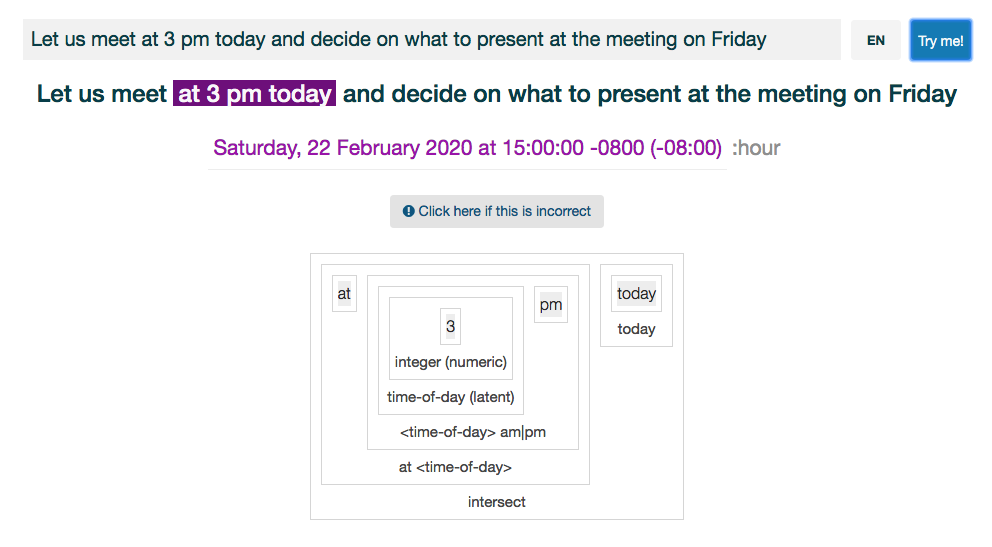 Let us meet at 3 pm today and decide on what to present at the meeting on Friday
EN
Try me!
Let us meet at 3 pm today and decide on what to present at the meeting on Friday
Saturday, 22 February 2020 at 15:00:00 -0800 (-08:00) :hour
Click here if this is incorrect
at
3
integer (numeric)
time-of-day (latent)
pm
<time-of-day> am|pm
at <time-of-day>
today
today
intersect